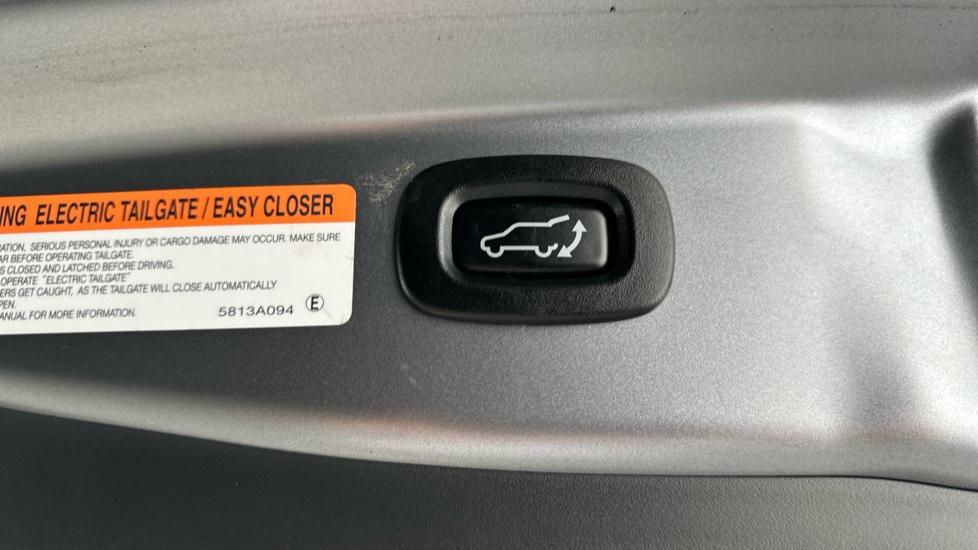 ING ELECTRIC TAILGATE / EASY CLOSER
ATION, SERIOUS PERSONAL INJURY OR CARGO DAMAGE MAY OCCUR. MAKE SURE
AR BEFORE OPERATING TAILGATE.
S CLOSED AND LATCHED BEFORE DRIVING.
OPERATE "ELECTRIC TAILGATE"
ERS GET CAUGHT, AS THE TAILGATE WILL CLOSE AUTOMATICALLY
PEN.
ANUAL FOR MORE INFORMATION.
5813A094 E